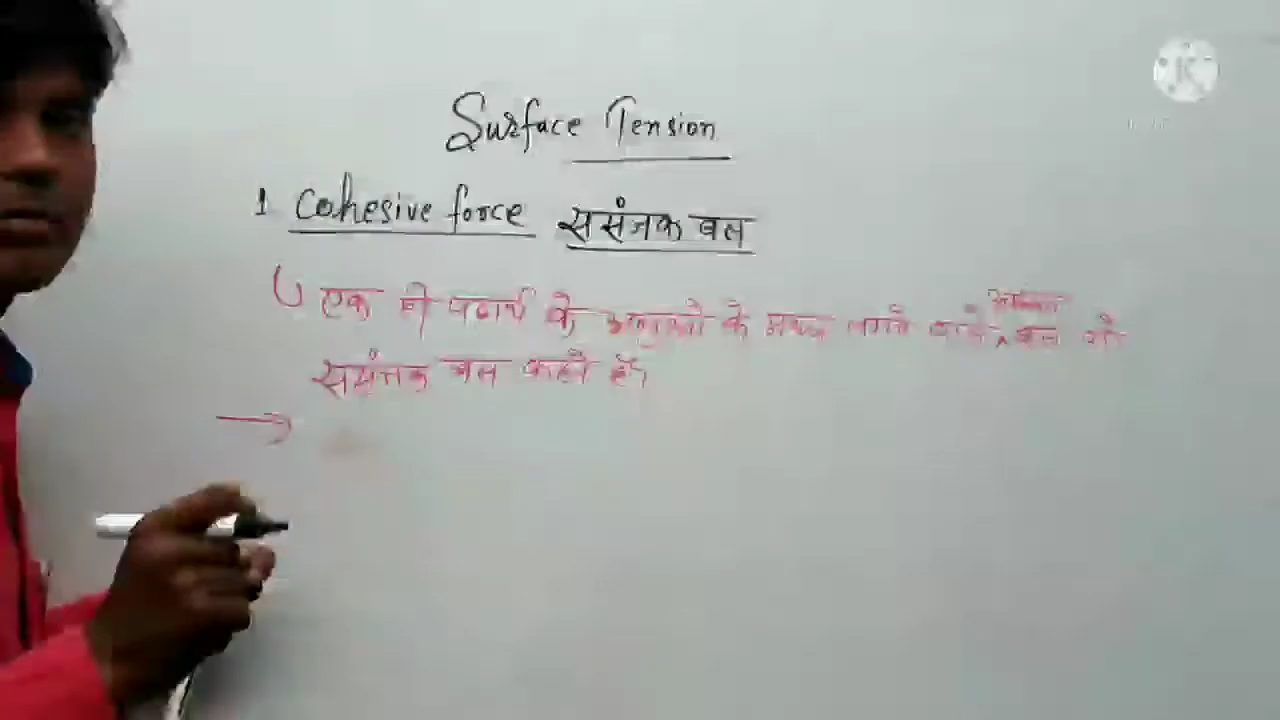 Surface Tension
1 Cohesive force ससंजक बल
एक ही पदार्थ के अणुओ के मध्य लगने वाले बल को
ससंजक बल कहते हैं।